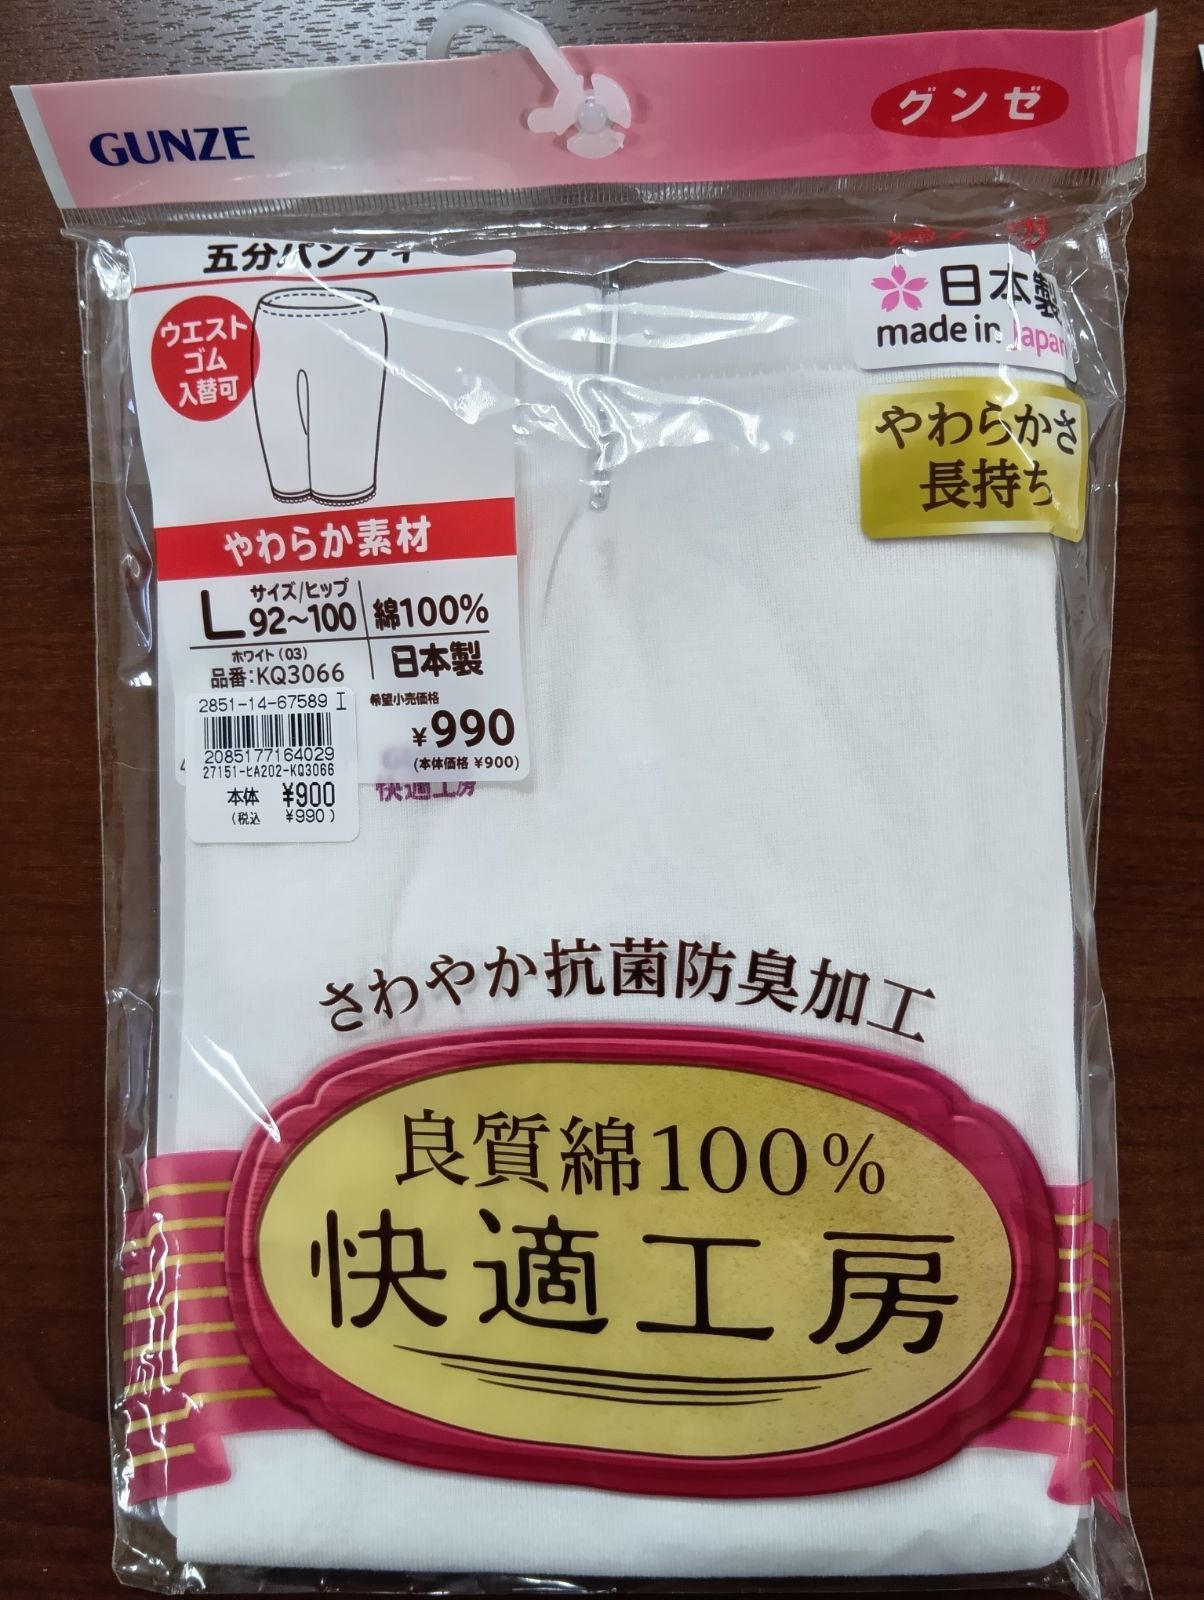 GUNZE
グンゼ
五分パンティ
ウエスト
ゴム
入替可
日本製
made in Japan
やわらかさ
長持ち
やわらか素材
L
サイズ/ヒップ
92~100
綿100%
ホワイト(03)
品番:KQ3066
日本製
希望小売価格
¥990
(本体価格 ¥900)
2851-14-67589 I
2085177164029
27151-ヒA202-KQ3066
本体 ¥900
(税込 ¥990)
快適工房
さわやか抗菌防臭加工
良質綿100%
快適工房